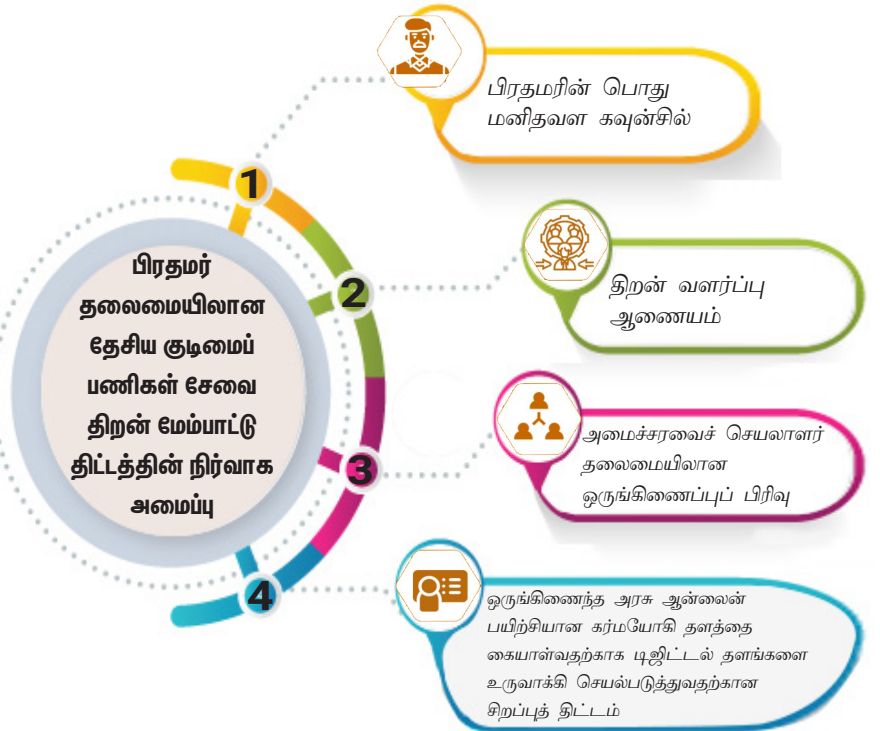 பிரதமர்
தலைமையிலான
தேசிய குடிமைப்
பணிகள் சேவை
திறன் மேம்பாட்டு
திட்டத்தின் நிர்வாக
அமைப்பு
1
பிரதமரின் பொது
மனிதவள கவுன்சில்
2
திறன் வளர்ப்பு
ஆணையம்
3
அமைச்சரவைச் செயலாளர்
தலைமையிலான
ஒருங்கிணைப்புப் பிரிவு
4
ஒருங்கிணைந்த அரசு ஆன்லைன்
பயிற்சியான கர்மயோகி தளத்தை
கையாள்வதற்காக டிஜிட்டல் தளங்களை
உருவாக்கி செயல்படுத்துவதற்கான
சிறப்புத் திட்டம்